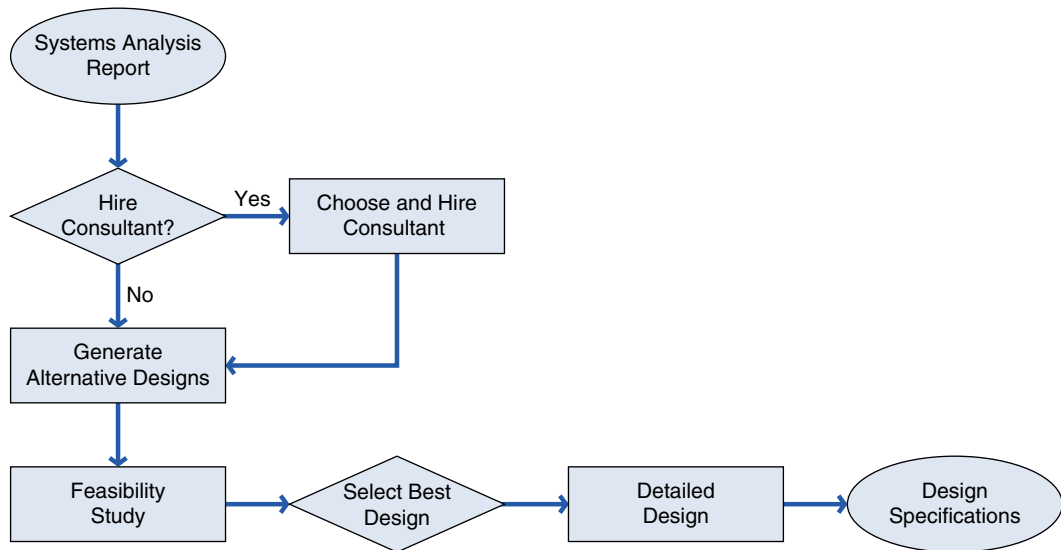 Systems Analysis
Report
Hire
Consultant?
Yes
Choose and Hire
Consultant
No
Generate
Alternative Designs
Feasibility
Study
Select Best
Design
Detailed
Design
Design
Specifications